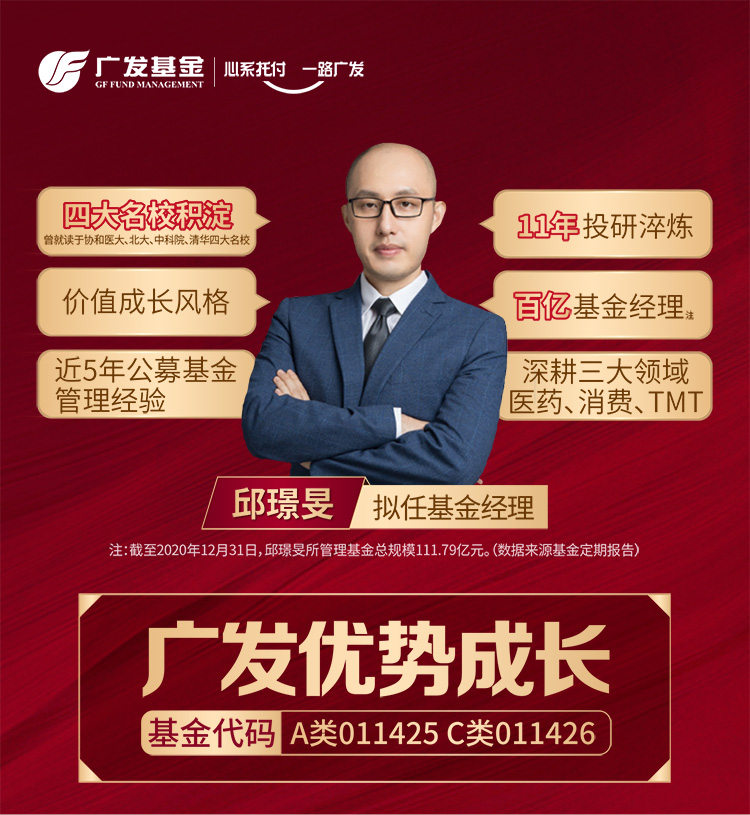 广发基金
GF FUND MANAGEMENT
心系托付 一路广发
四大名校积淀
曾就读于协和医大、北大、中科院、清华四大名校
价值成长风格
近5年公募基金
管理经验
11年投研淬炼
百亿基金经理注
深耕三大领域
医药、消费、TMT
邱璟旻
拟任基金经理
注：截至2020年12月31日，邱璟旻所管理基金总规模111.79亿元。（数据来源基金定期报告）
广发优势成长
基金代码 A类011425 C类011426